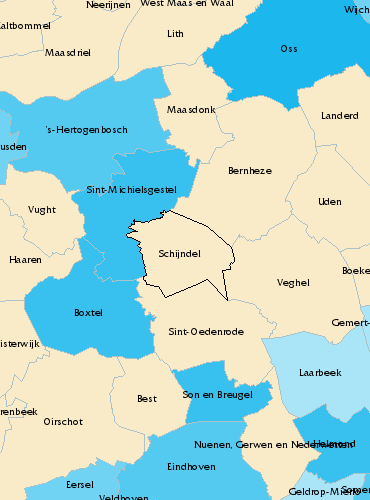 Neerijnen
West Maas en Waal
Wijch
altbommel
Lith
Maasdriel
Oss
Maasdonk
Landerd
's-Hertogenbosch
usden
Bernheze
Sint-Michielsgestel
Uden
Vught
Schijndel
Haaren
Boeke
Veghel
Boxtel
Gemert-
Sint-Oedenrode
isterwijk
Laarbeek
Son en Breugel
Best
renbeek
Oirschot
Nuenen, Gerwen en Nederwetten
Helmond
Eindhoven
Eersel
Geldrop-Mierlo
Someren
Veldhoven